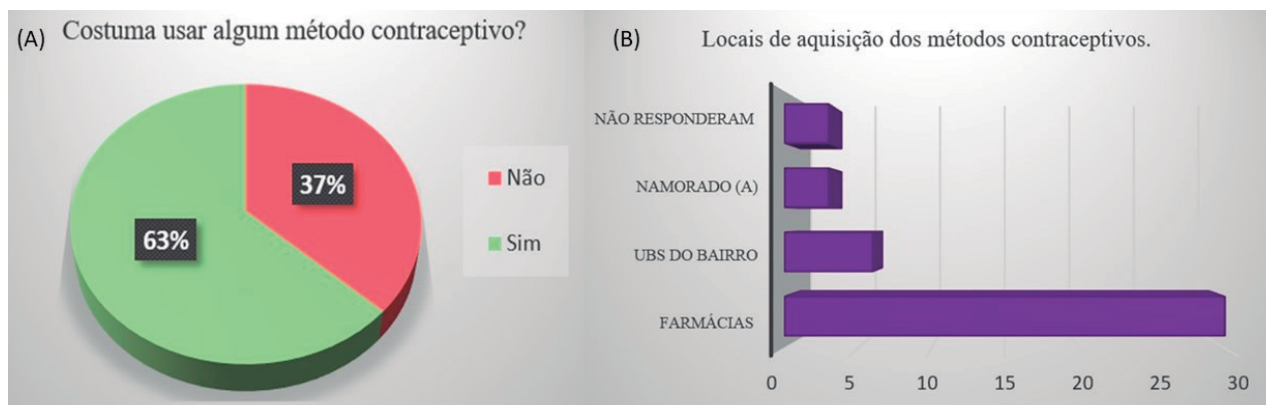 (A) Costuma usar algum método contraceptivo?
37%
63%
Não
Sim
(B) Locais de aquisição dos métodos contraceptivos.
NÃO RESPONDERAM
NAMORADO (A)
UBS DO BAIRRO
FARMÁCIAS
0 5 10 15 20 25 30